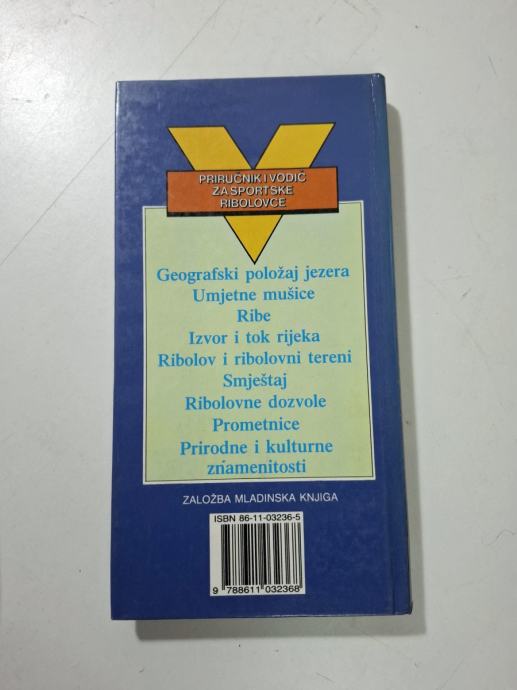 PRIRUČNIK I VODIČ
ZA SPORTSKE
RIBOLOVCE
Geografski položaj jezera
Umjetne mušice
Ribe
Izvor i tok rijeka
Ribolov i ribolovni tereni
Smještaj
Ribolovne dozvole
Prometnice
Prirodne i kulturne
znamenitosti
ZALOŽBA MLADINSKA KNJIGA
ISBN 86-11-03236-5
9 788611 032368